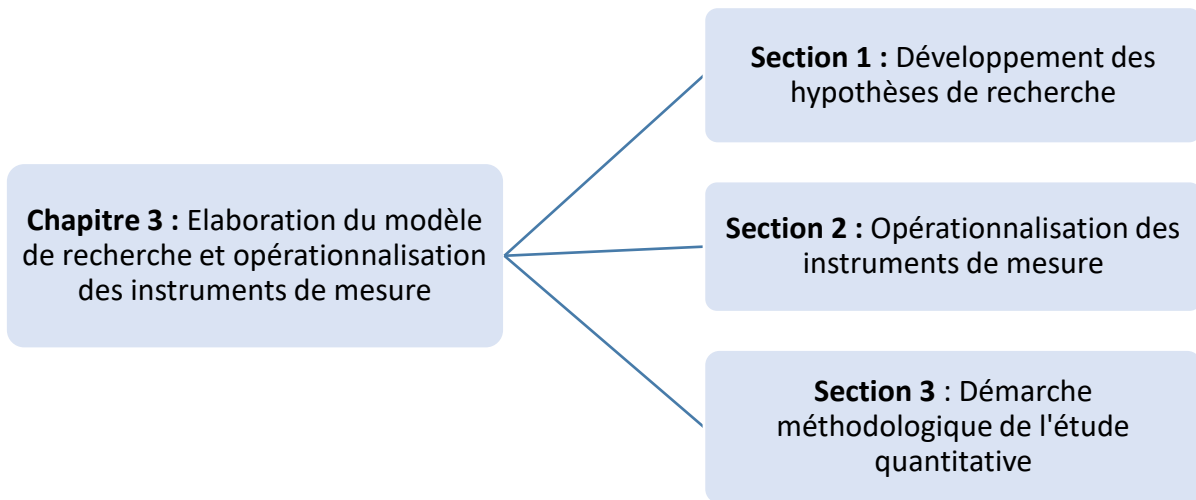 Chapitre 3 : Elaboration du modèle
de recherche et opérationnalisation
des instruments de mesure
Section 1 : Développement des
hypothèses de recherche
Section 2 : Opérationnalisation des
instruments de mesure
Section 3 : Démarche
méthodologique de l'étude
quantitative